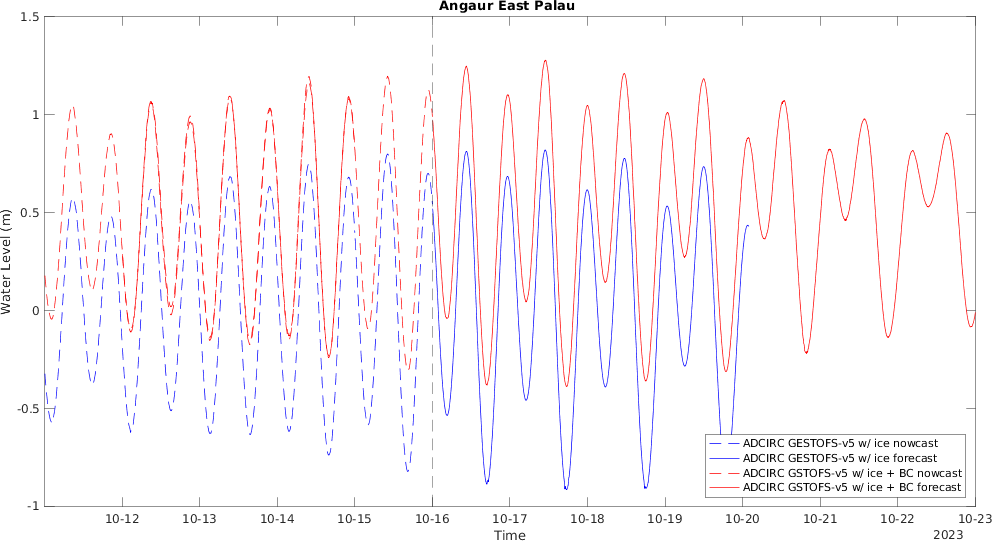 Angaur East Palau
1.5
1
0.5
0
-0.5
-1
Water Level (m)
ADCIRC GESTOFS-v5 w/ ice nowcast
ADCIRC GESTOFS-v5 w/ ice forecast
ADCIRC GSTOFS-v5 w/ ice + BC nowcast
ADCIRC GSTOFS-v5 w/ ice + BC forecast
10-12 10-13 10-14 10-15 10-16 10-17 10-18 10-19 10-20 10-21 10-22 10-23
Time
2023